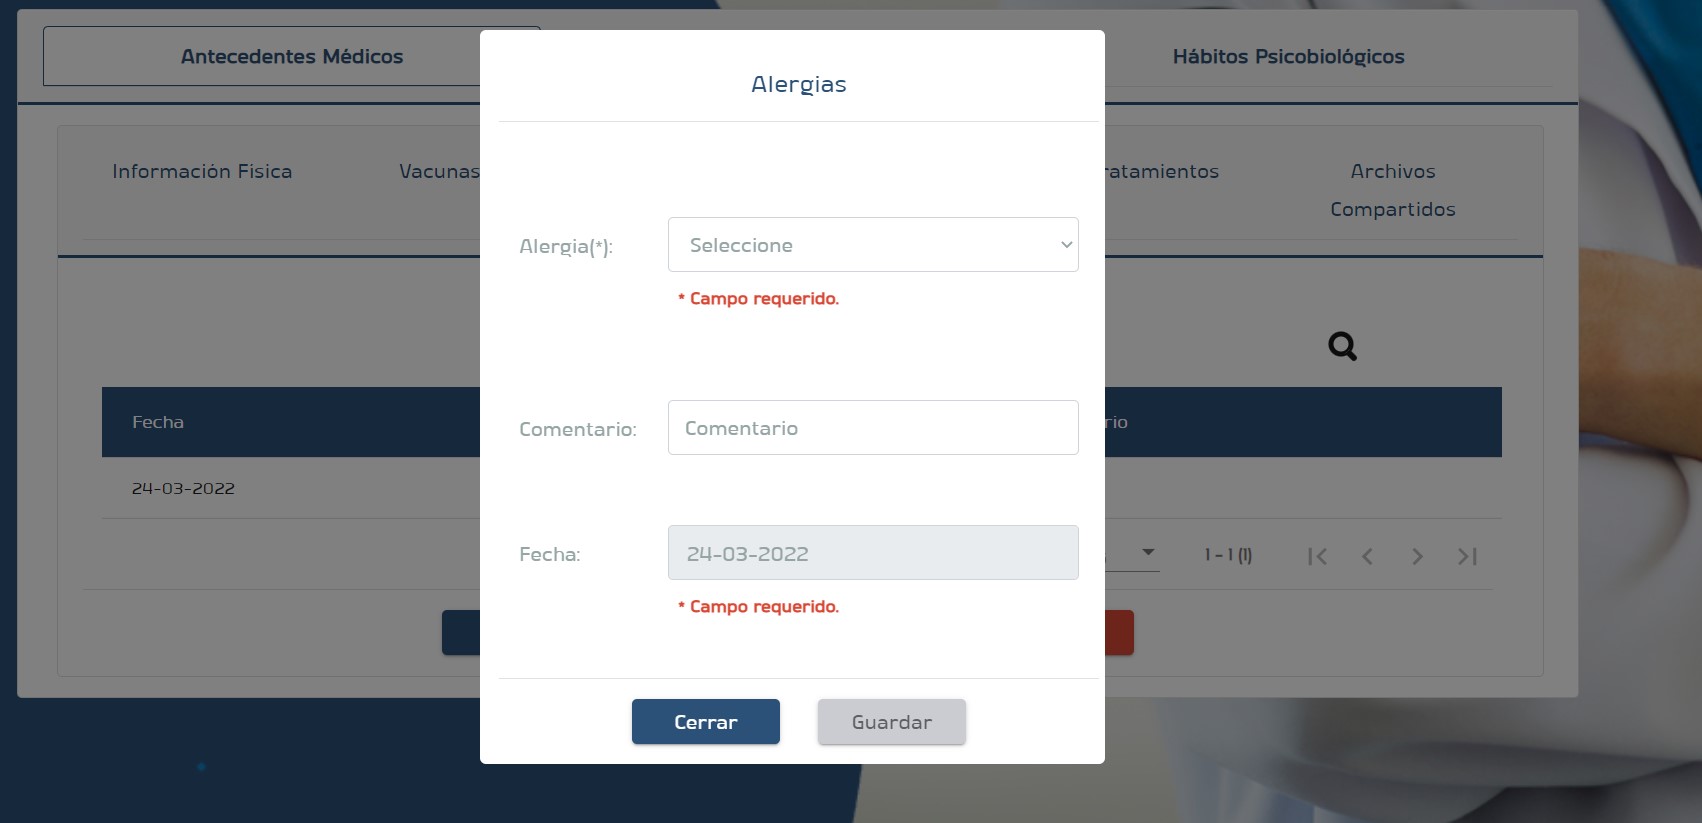 Antecedentes Médicos
Hábitos Psicobiológicos
Alergias
Información Fisica
Vacunas
ratamientos
Archivos
Compartidos
Alergia(*):
Seleccione
* Campo requerido.
Fecha
rio
Comentario:
Comentario
24-03-2022
Fecha:
24-03-2022
1 - 1 (1)
* Campo requerido.
Cerrar
Guardar